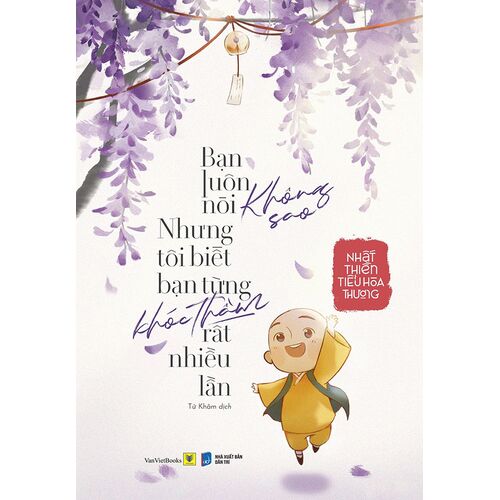 Bạn
luôn
nói Không sao
Nhưng
tôi biết
bạn từng
khóc thầm
rất
nhiều
lần
Từ Khâm dịch
NHẤT
THIỀN
TIỂU HÒA
THƯỢNG
VanVietBooks
NHÀ XUẤT BẢN
DÂN TRÍ